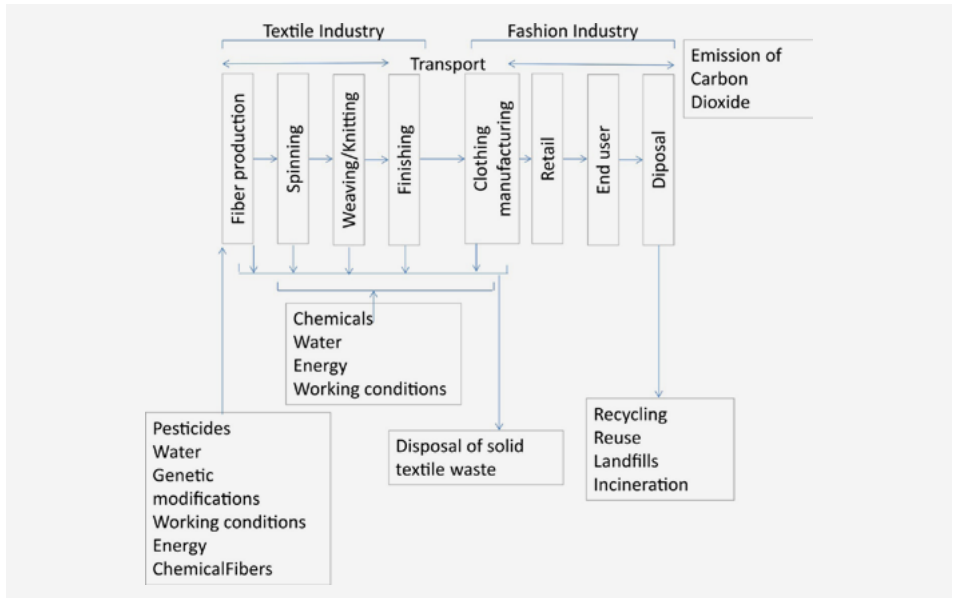 Textile Industry
Fashion Industry
Transport
Emission of
Carbon
Dioxide
Fiber production
Spinning
Weaving/Knitting
Finishing
Clothing
manufacturing
Retail
End user
Diposal
Chemicals
Water
Energy
Working conditions
Pesticides
Water
Genetic
modifications
Working conditions
Energy
ChemicalFibers
Disposal of solid
textile waste
Recycling
Reuse
Landfills
Incineration